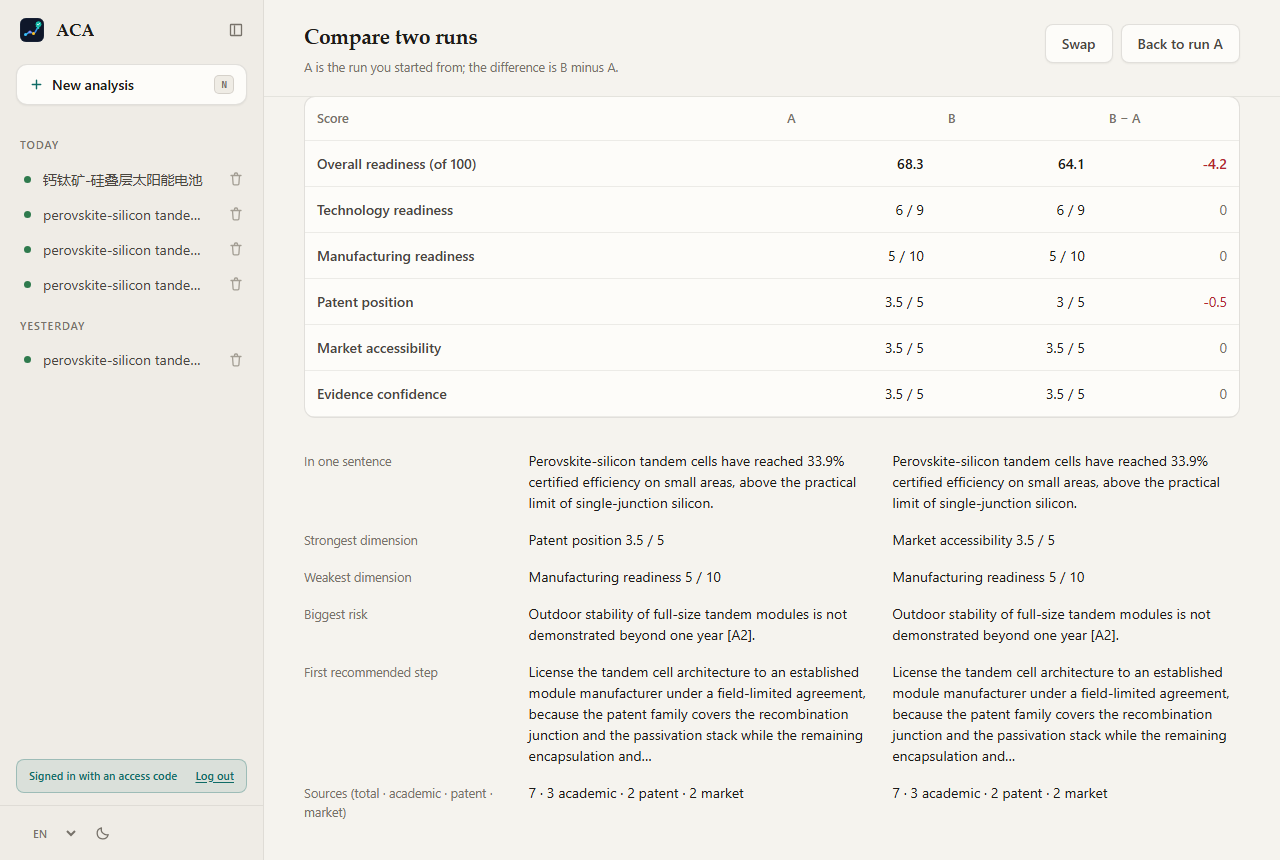 ACA
New analysis N
TODAY
钙钛矿-硅叠层太阳能电池
perovskite-silicon tande...
perovskite-silicon tande...
perovskite-silicon tande...
YESTERDAY
perovskite-silicon tande...
Signed in with an access code Log out
EN
Compare two runs
A is the run you started from; the difference is B minus A.
Swap
Back to run A
Score A B B − A
Overall readiness (of 100) 68.3 64.1 -4.2
Technology readiness 6 / 9 6 / 9 0
Manufacturing readiness 5 / 10 5 / 10 0
Patent position 3.5 / 5 3 / 5 -0.5
Market accessibility 3.5 / 5 3.5 / 5 0
Evidence confidence 3.5 / 5 3.5 / 5 0
In one sentence
Perovskite-silicon tandem cells have reached 33.9%
certified efficiency on small areas, above the practical
limit of single-junction silicon.
Perovskite-silicon tandem cells have reached 33.9%
certified efficiency on small areas, above the practical
limit of single-junction silicon.
Strongest dimension
Patent position 3.5 / 5
Market accessibility 3.5 / 5
Weakest dimension
Manufacturing readiness 5 / 10
Manufacturing readiness 5 / 10
Biggest risk
Outdoor stability of full-size tandem modules is not
demonstrated beyond one year [A2].
Outdoor stability of full-size tandem modules is not
demonstrated beyond one year [A2].
First recommended step
License the tandem cell architecture to an established
module manufacturer under a field-limited agreement,
because the patent family covers the recombination
junction and the passivation stack while the remaining
encapsulation and...
License the tandem cell architecture to an established
module manufacturer under a field-limited agreement,
because the patent family covers the recombination
junction and the passivation stack while the remaining
encapsulation and...
Sources (total · academic · patent ·
market)
7 · 3 academic · 2 patent · 2 market
7 · 3 academic · 2 patent · 2 market